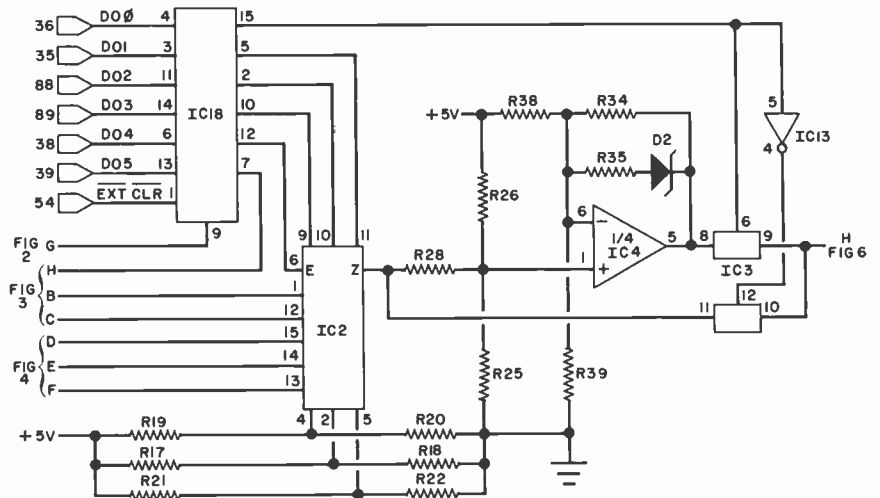 36 DOØ 4 15
35 DO1 3 5
88 DO2 11 2
89 DO3 14 IC18 10
38 DO4 6 12
39 DO5 13 7
54 EXT CLR 1
9
FIG 2 G
FIG 3 H B C
FIG 4 D E F
9 10 11
6 E Z
1
12
IC2
15
14
13
4 2 5
+5V R38 R34
R35 D2
R26
R28
6 −
1/4 IC4 5
1 +
8 6 9
IC3
5
IC13
4
H
FIG 6
11 12 10
R25 R39
+5V R19 R20
R17 R18
R21 R22